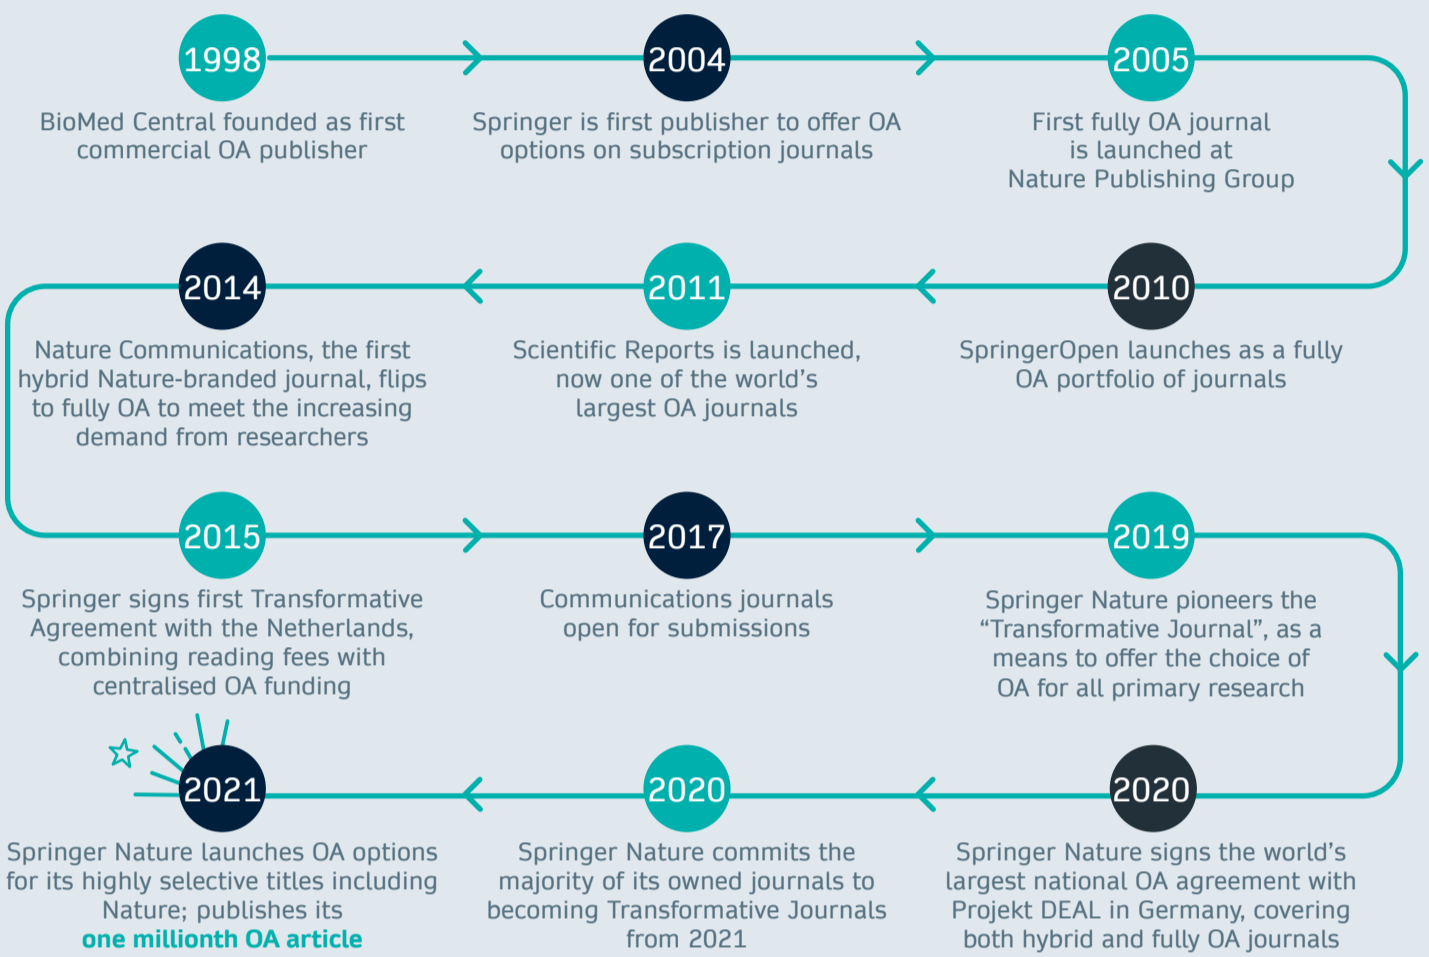 1998
BioMed Central founded as first
commercial OA publisher
2004
Springer is first publisher to offer OA
options on subscription journals
2005
First fully OA journal
is launched at
Nature Publishing Group
2010
SpringerOpen launches as a fully
OA portfolio of journals
2011
Scientific Reports is launched,
now one of the world’s
largest OA journals
2014
Nature Communications, the first
hybrid Nature-branded journal, flips
to fully OA to meet the increasing
demand from researchers
2015
Springer signs first Transformative
Agreement with the Netherlands,
combining reading fees with
centralised OA funding
2017
Communications journals
open for submissions
2019
Springer Nature pioneers the
“Transformative Journal”, as a
means to offer the choice of
OA for all primary research
2020
Springer Nature signs the world’s
largest national OA agreement with
Projekt DEAL in Germany, covering
both hybrid and fully OA journals
2020
Springer Nature commits the
majority of its owned journals to
becoming Transformative Journals
from 2021
2021
Springer Nature launches OA options
for its highly selective titles including
Nature; publishes its
one millionth OA article